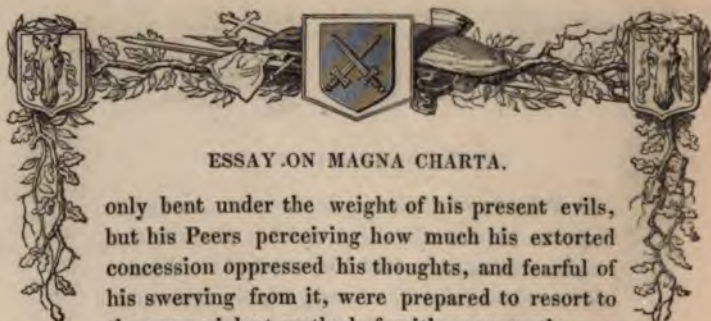 ESSAY ON MAGNA CHARTA.
only bent under the weight of his present evils,
but his Peers perceiving how much his extorted
concession oppressed his thoughts, and fearful of
his swerving from it, were prepared to resort to